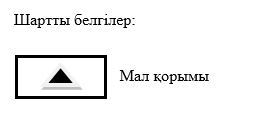 Шартты белгілер:
Мал қорымы